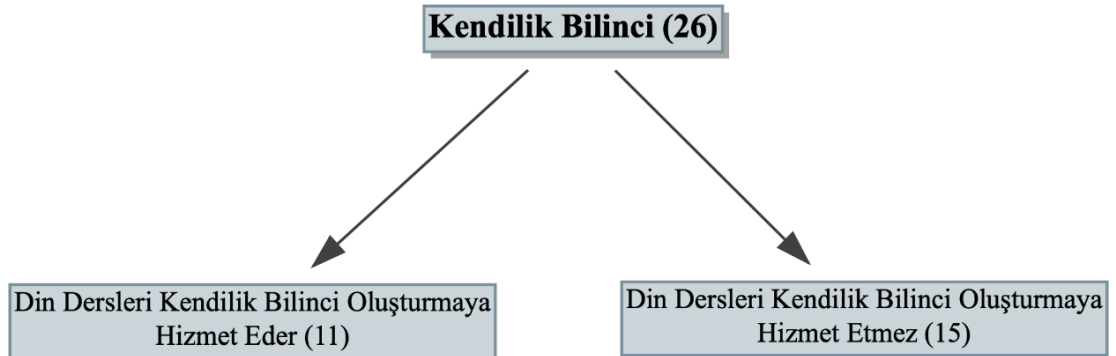 Kendilik Bilinci (26)
Din Dersleri Kendilik Bilinci Oluşturmaya
Hizmet Eder (11)
Din Dersleri Kendilik Bilinci Oluşturmaya
Hizmet Etmez (15)